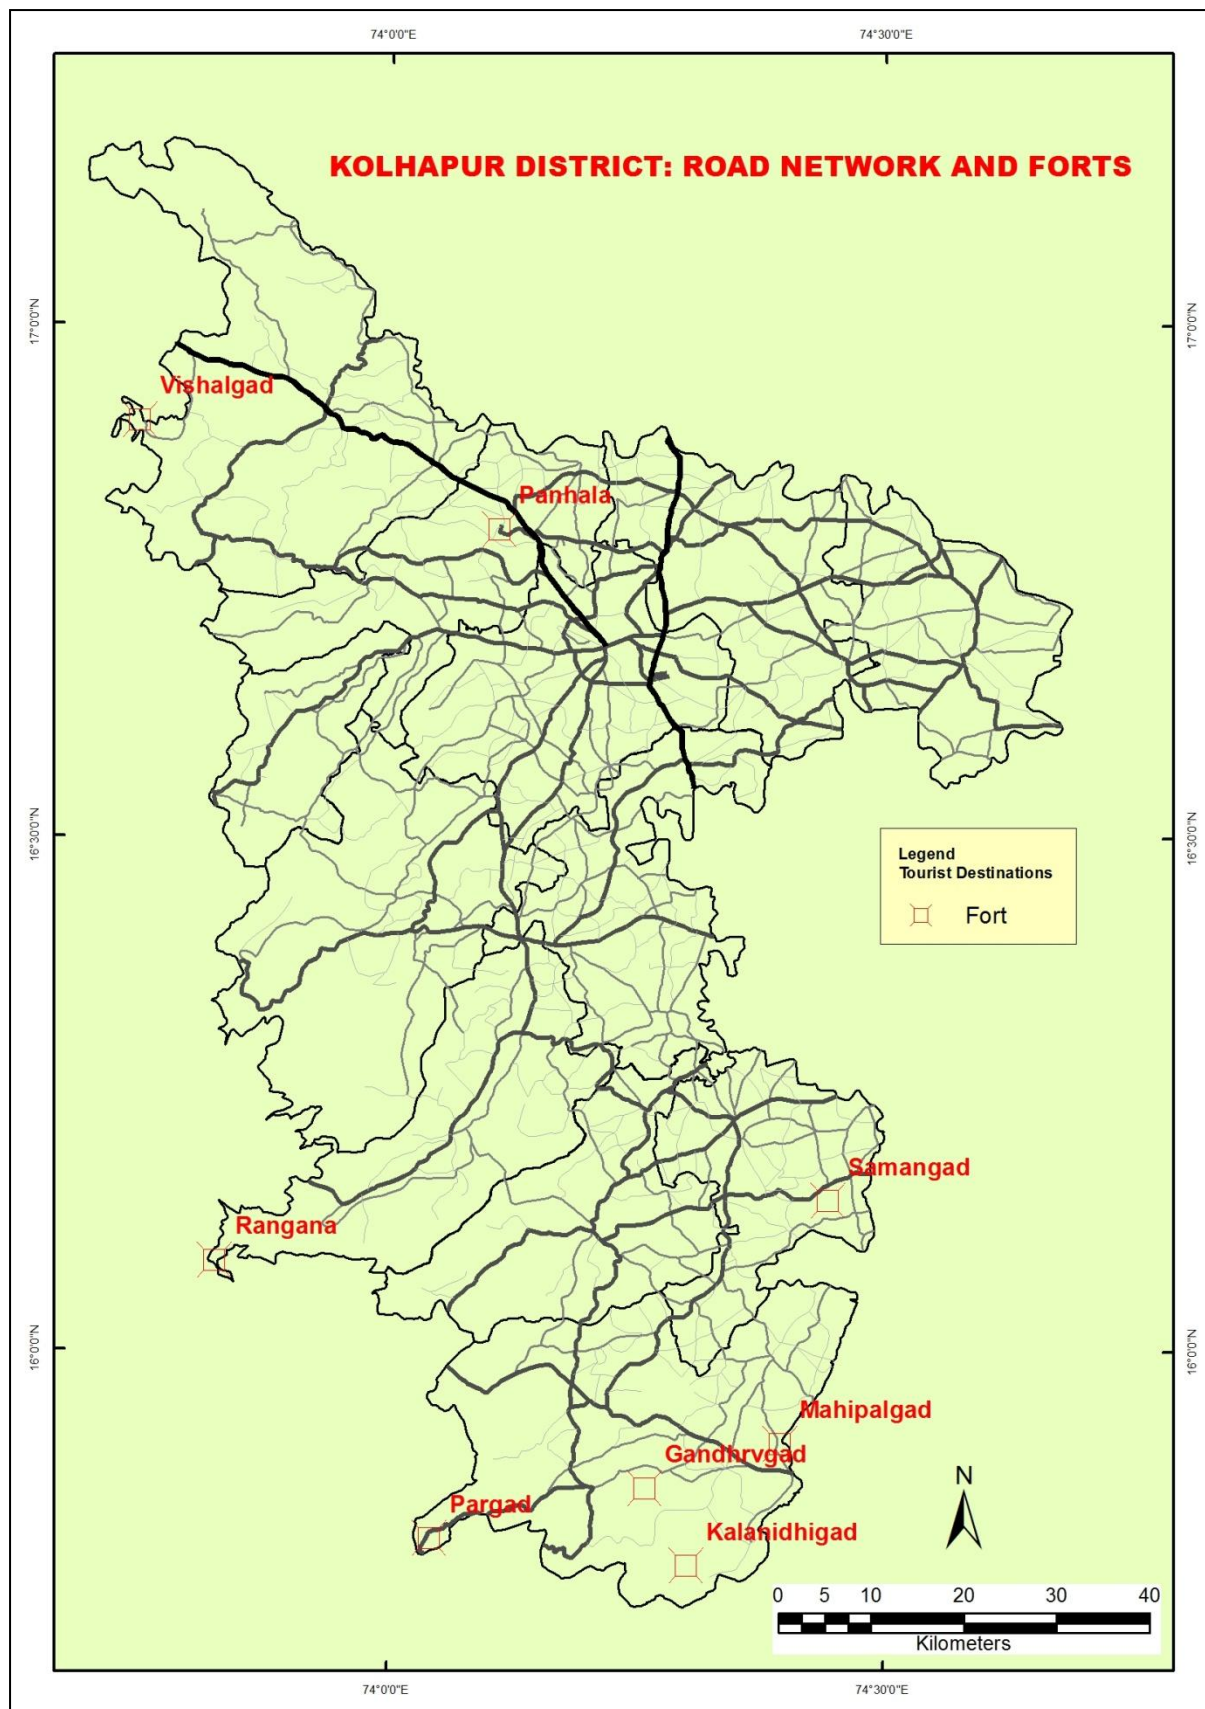 74°0'0"E
74°30'0"E
KOLHAPUR DISTRICT: ROAD NETWORK AND FORTS
17°0'0"N
17°0'0"N
Vishalgad
Panhala
16°30'0"N
16°30'0"N
Legend
Tourist Destinations
Fort
Samangad
Rangana
16°0'0"N
16°0'0"N
Mahipalgad
Gandhrvgad
Pargad
Kalanidhigad
N
0 5 10 20 30 40
Kilometers
74°0'0"E
74°30'0"E